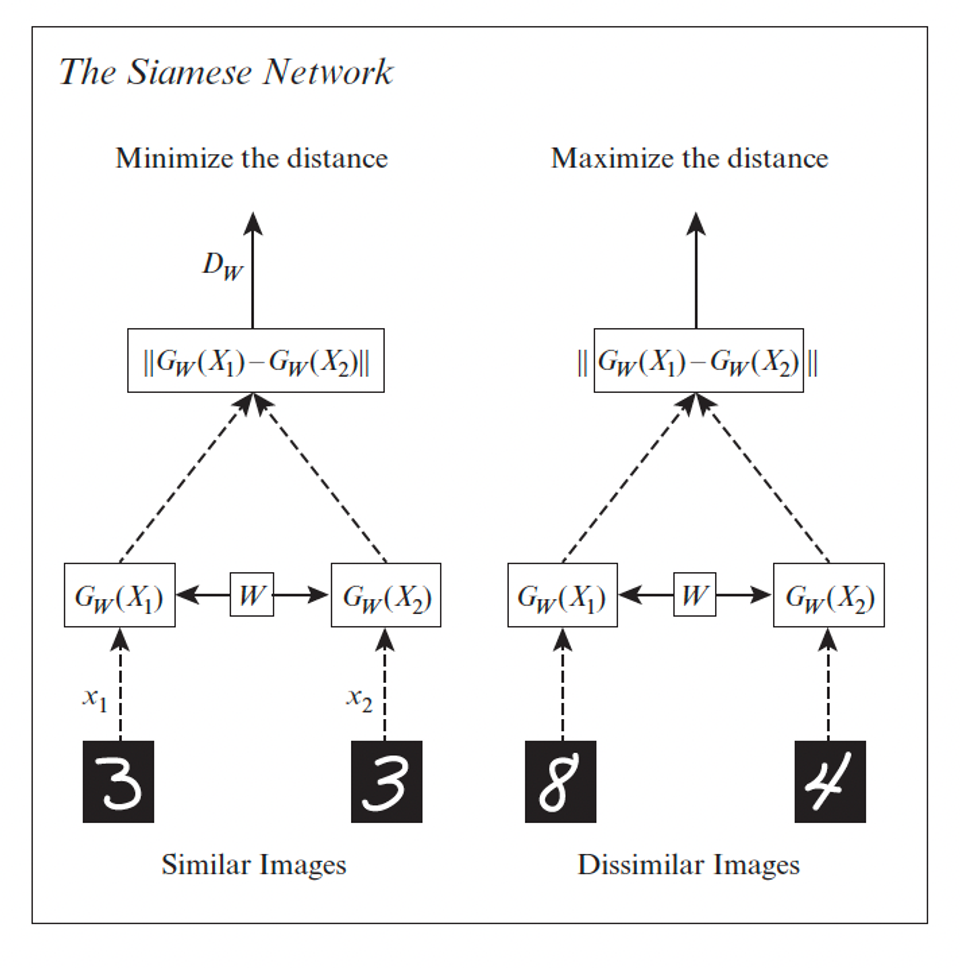 The Siamese Network
Minimize the distance
Maximize the distance
D_W
||G_W(X_1) – G_W(X_2)||
|| G_W(X_1) – G_W(X_2) ||
G_W(X_1)
W
G_W(X_2)
G_W(X_1)
W
G_W(X_2)
x_1
x_2
3
3
8
4
Similar Images
Dissimilar Images